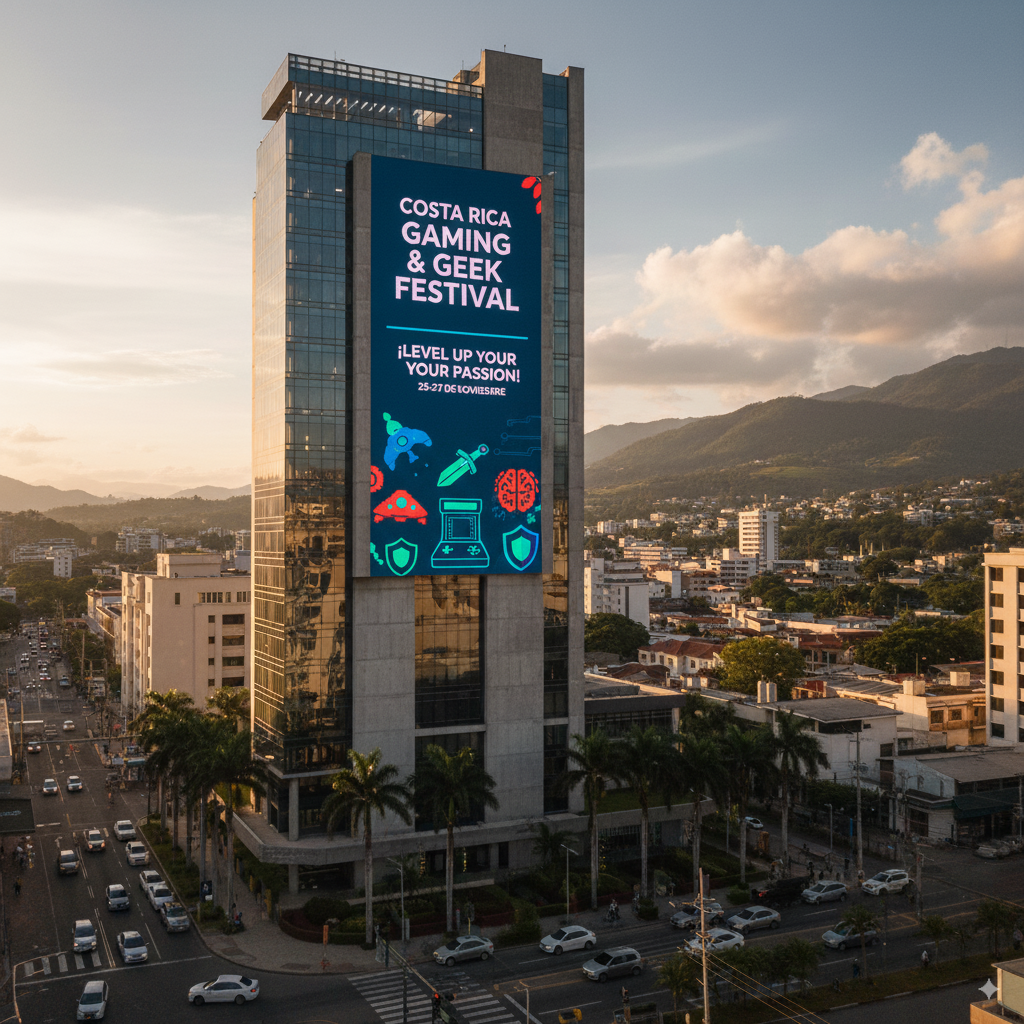 COSTA RICA
GAMING
& GEEK
FESTIVAL
¡LEVEL UP YOUR
YOUR PASSION!
25-27 DE